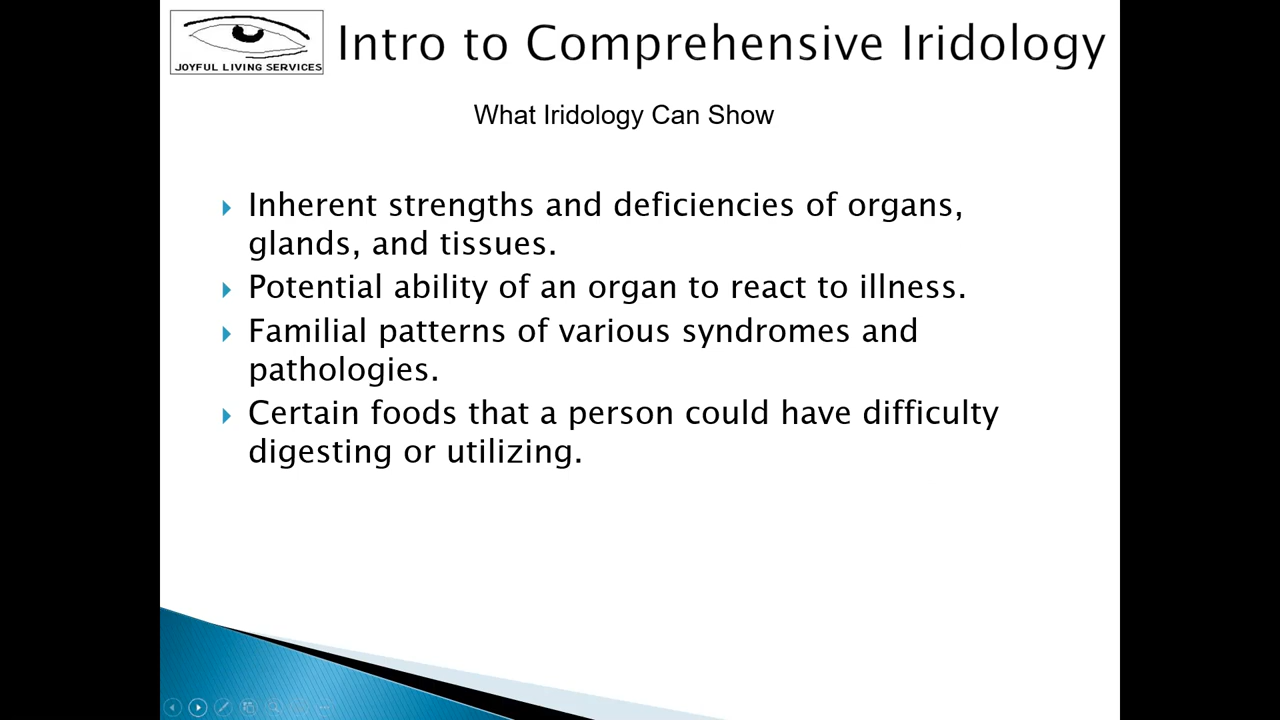 JOYFUL LIVING SERVICES
Intro to Comprehensive Iridology
What Iridology Can Show
Inherent strengths and deficiencies of organs,
glands, and tissues.
Potential ability of an organ to react to illness.
Familial patterns of various syndromes and
pathologies.
Certain foods that a person could have difficulty
digesting or utilizing.